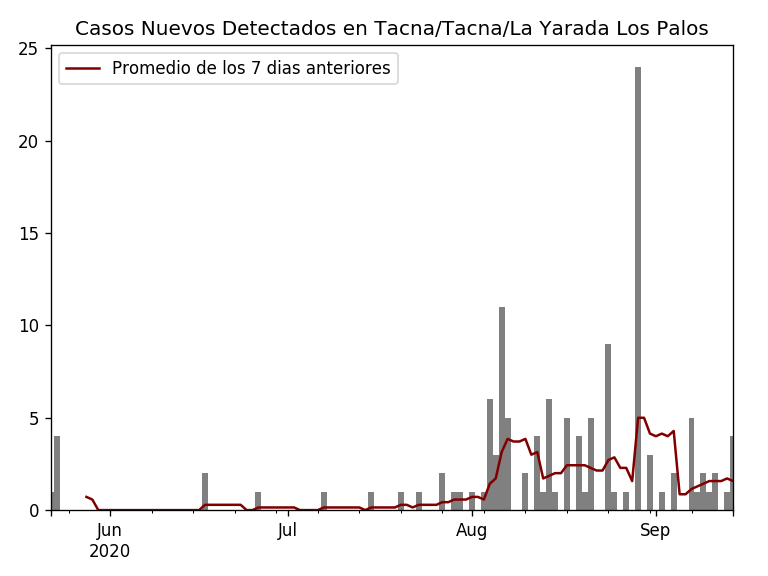 Casos Nuevos Detectados en Tacna/Tacna/La Yarada Los Palos
Promedio de los 7 dias anteriores
25
20
15
10
5
0
Jun
2020
Jul
Aug
Sep